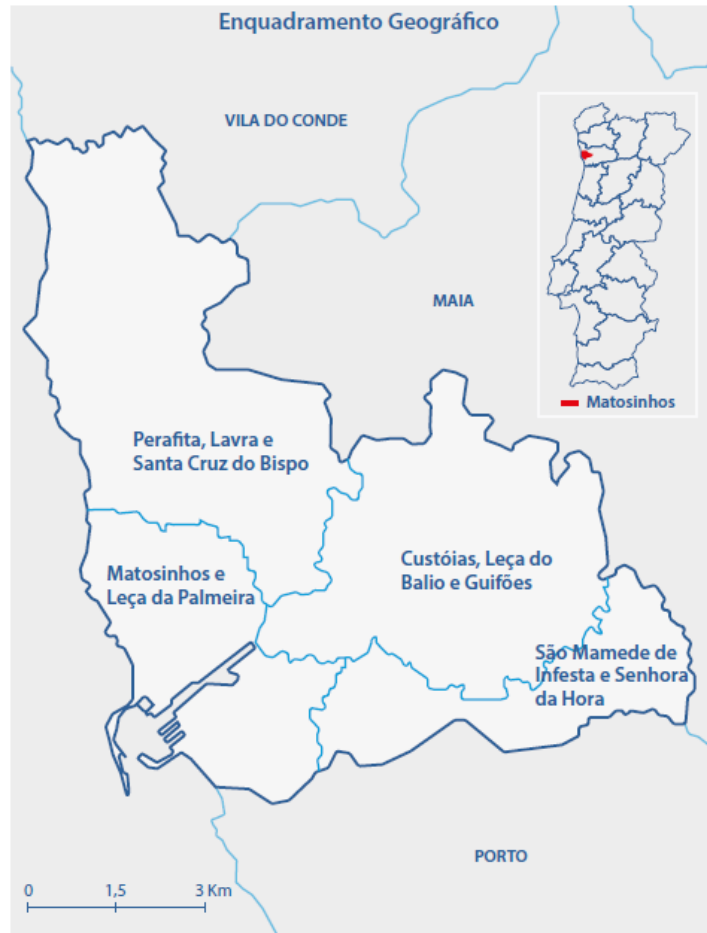 Enquadramento Geográfico
VILA DO CONDE
MAIA
Matosinhos
Perafita, Lavra e
Santa Cruz do Bispo
Matosinhos e
Leça da Palmeira
Custóias, Leça do
Balio e Guifões
São Mamede de
Infesta e Senhora
da Hora
PORTO
0 1,5 3 Km